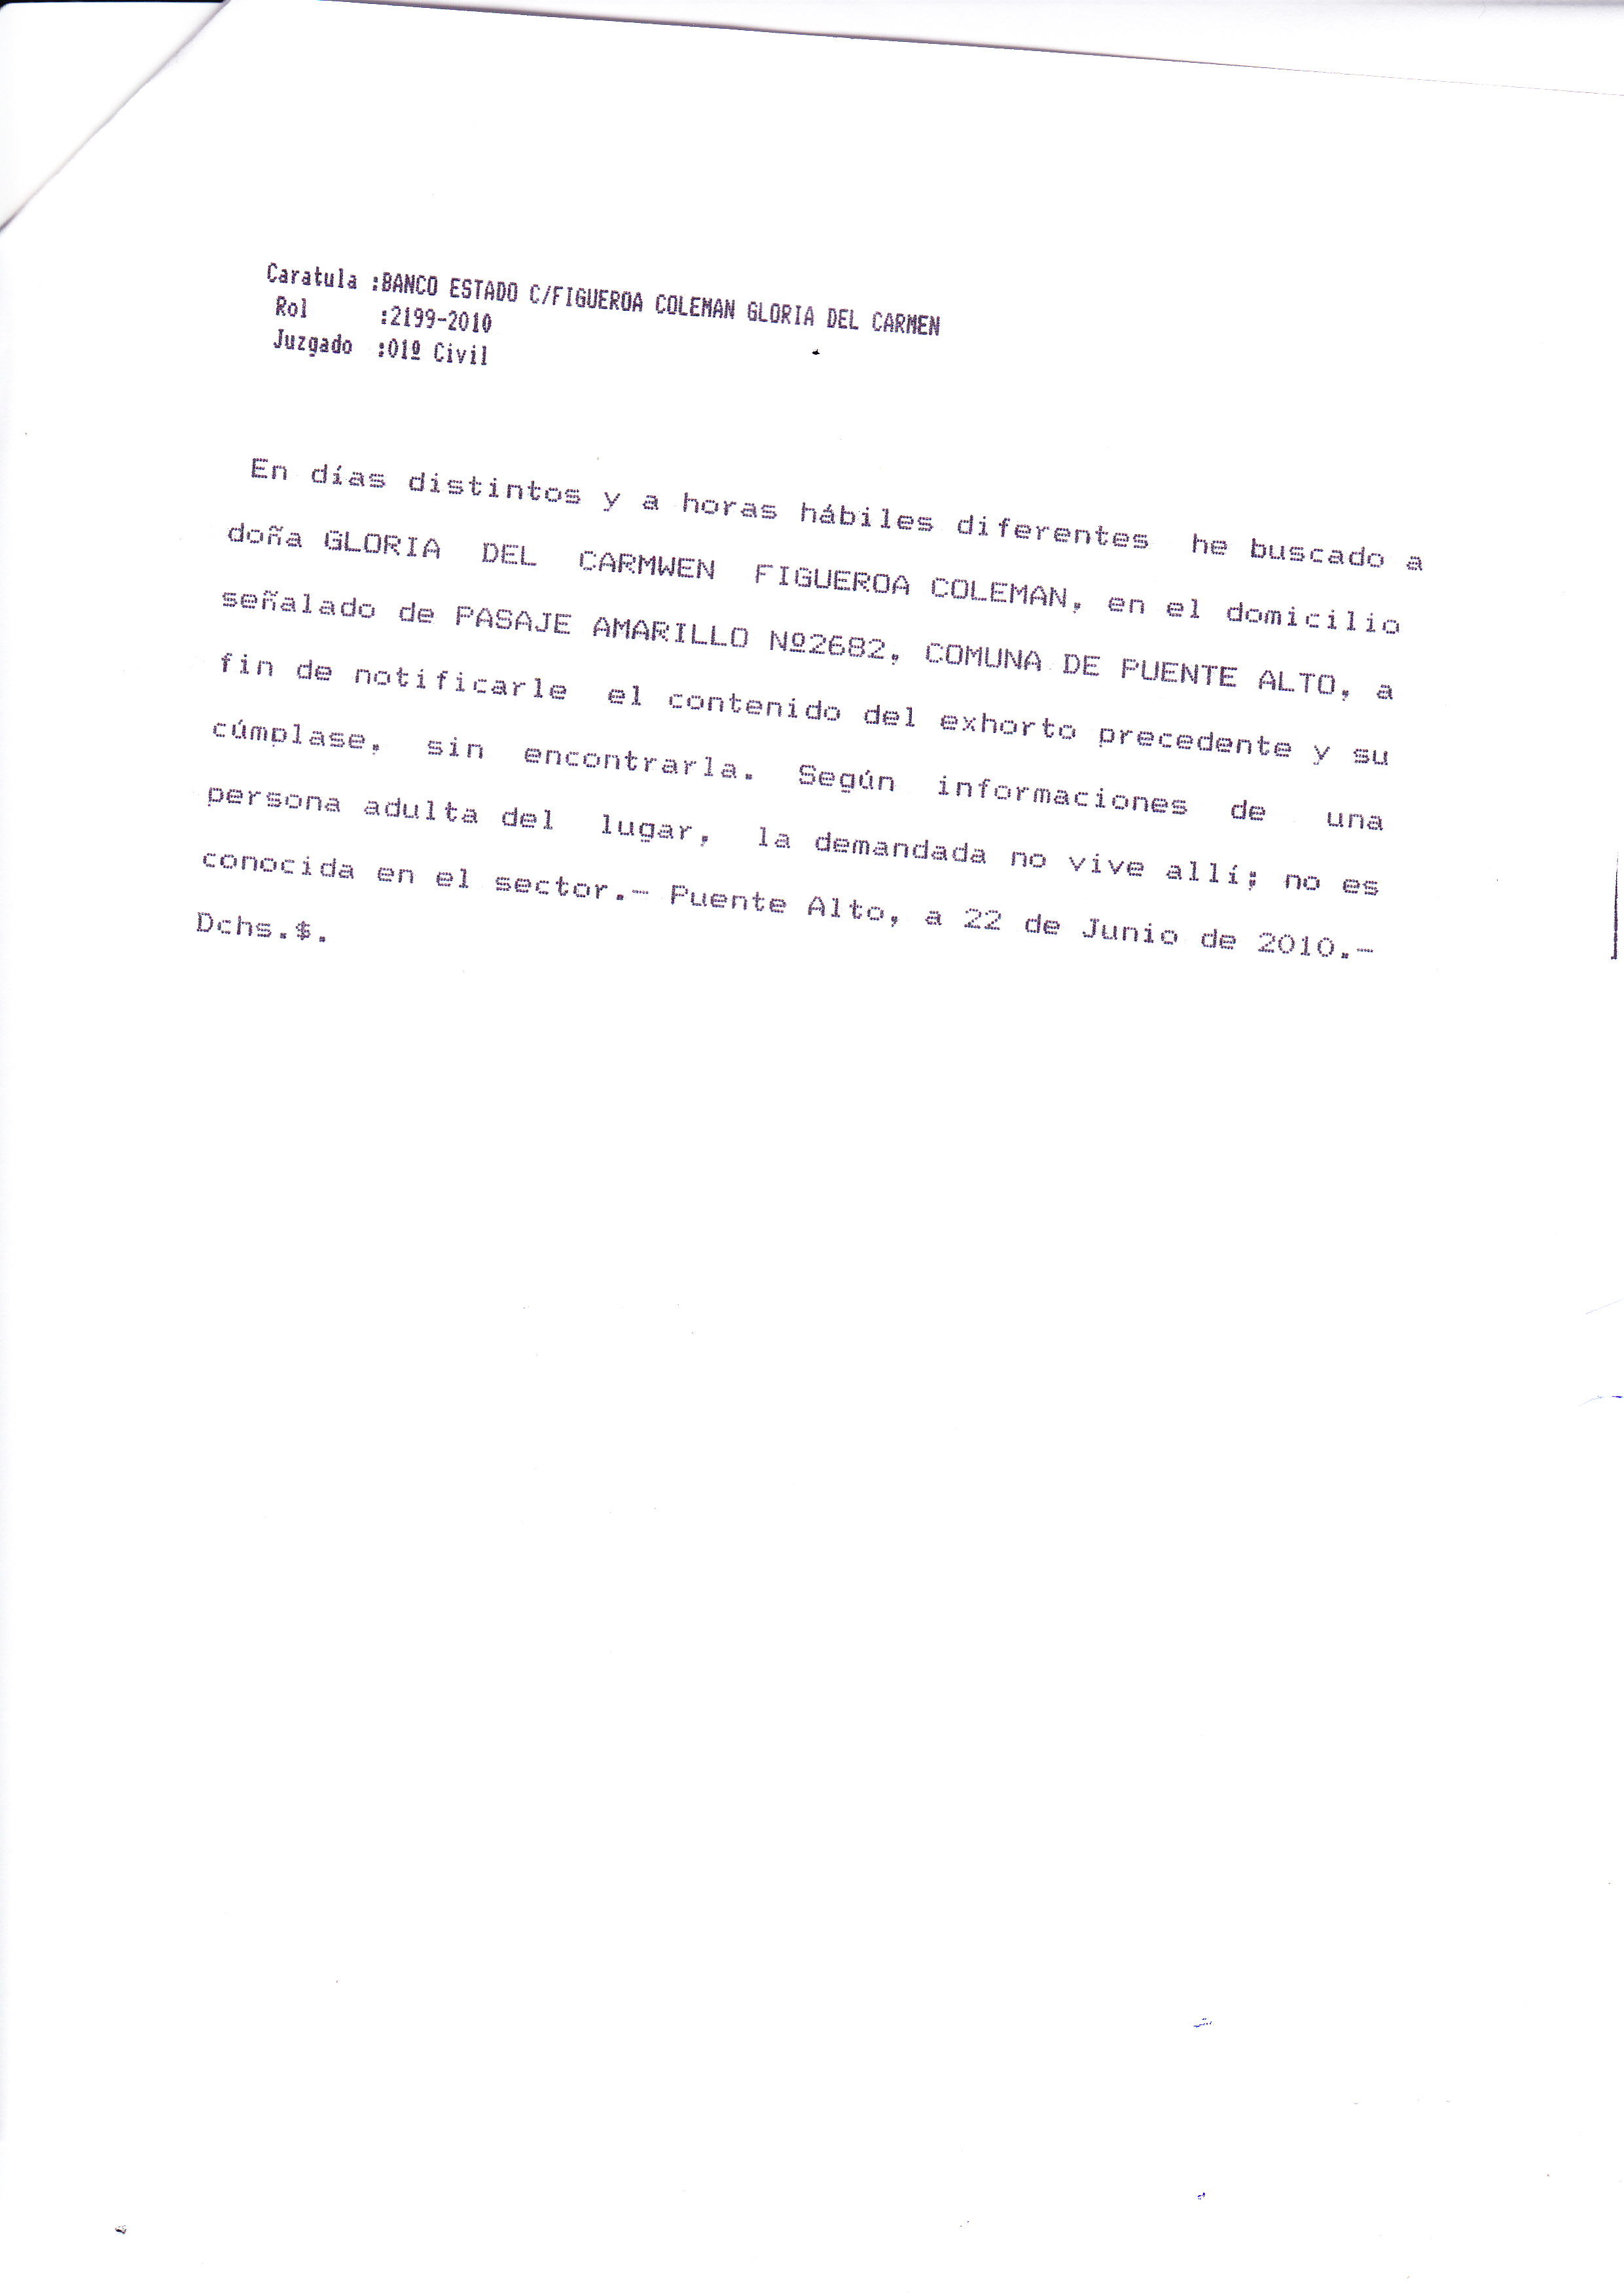 Caratula :BANCO ESTADO C/FIGUEROA COLEMAN GLORIA DEL CARMEN
Rol :2199-2010
Juzgado :01º Civil
En días distintos y a horas hábiles diferentes he buscado a
doña GLORIA DEL CARMWEN FIGUEROA COLEMAN, en el domicilio
señalado de PASAJE AMARILLO Nº2682, COMUNA DE PUENTE ALTO, a
fin de notificarle el contenido del exhorto precedente y su
cúmplase, sin encontrarla. Según informaciones de una
persona adulta del lugar, la demandada no vive allí; no es
conocida en el sector.- Puente Alto, a 22 de Junio de 2010.-
Dchs.$.